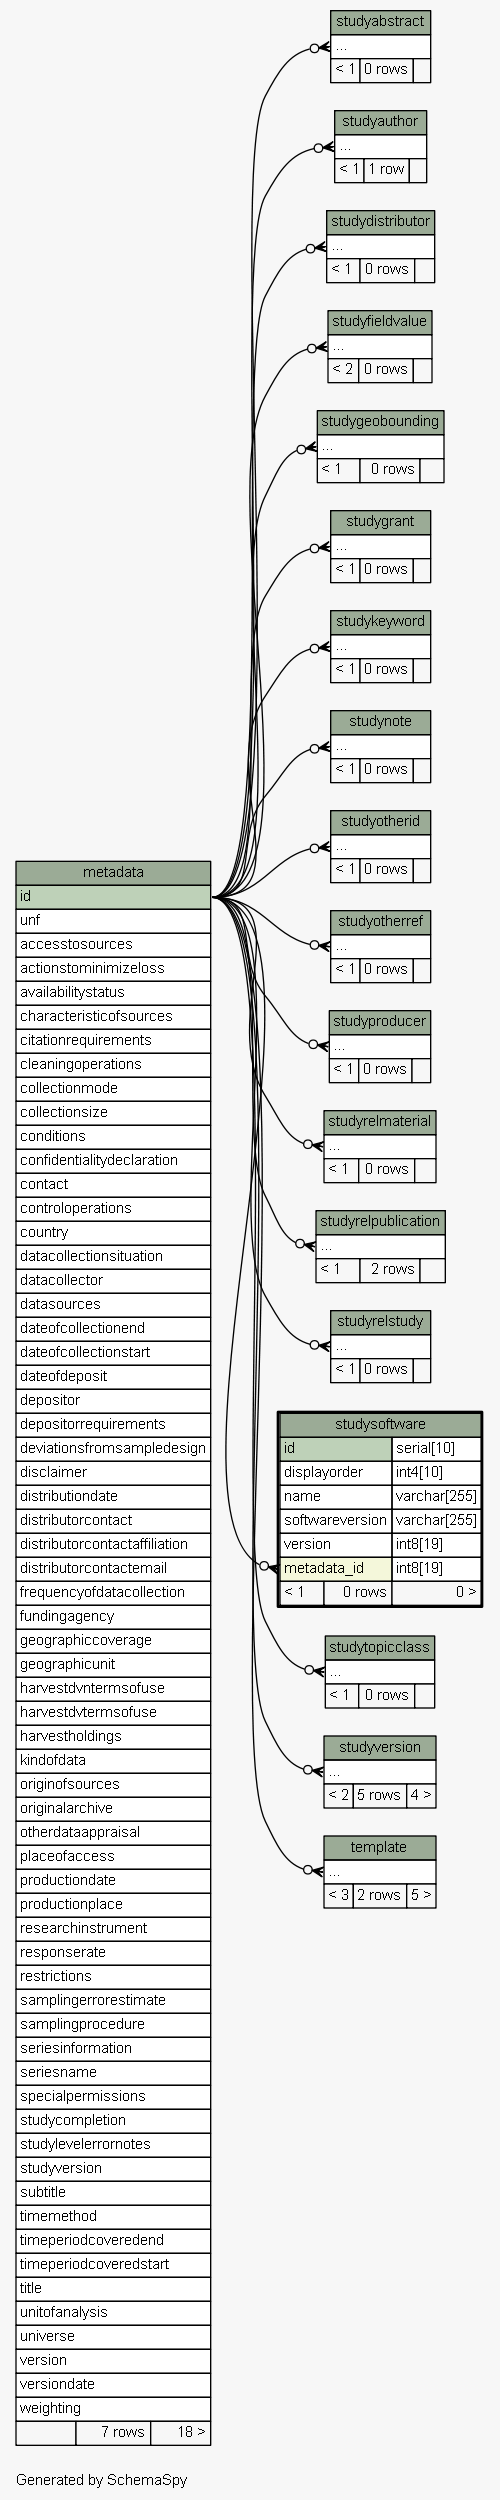 studyabstract
...
< 1 0 rows
studyauthor
...
< 1 1 row
studydistributor
...
< 1 0 rows
studyfieldvalue
...
< 2 0 rows
studygeobounding
...
< 1 0 rows
studygrant
...
< 1 0 rows
studykeyword
...
< 1 0 rows
studynote
...
< 1 0 rows
studyotherid
...
< 1 0 rows
studyotherref
...
< 1 0 rows
studyproducer
...
< 1 0 rows
studyrelmaterial
...
< 1 0 rows
studyrelpublication
...
< 1 2 rows
studyrelstudy
...
< 1 0 rows
studysoftware
id serial[10]
displayorder int4[10]
name varchar[255]
softwareversion varchar[255]
version int8[19]
metadata_id int8[19]
< 1 0 rows 0 >
studytopicclass
...
< 1 0 rows
studyversion
...
< 2 5 rows 4 >
template
...
< 3 2 rows 5 >
metadata
id
unf
accesstosources
actionstominimizeloss
availabilitystatus
characteristicofsources
citationrequirements
cleaningoperations
collectionmode
collectionsize
conditions
confidentialitydeclaration
contact
controloperations
country
datacollectionsituation
datacollector
datasources
dateofcollectionend
dateofcollectionstart
dateofdeposit
depositor
depositorrequirements
deviationsfromsampledesign
disclaimer
distributiondate
distributorcontact
distributorcontactaffiliation
distributorcontactemail
frequencyofdatacollection
fundingagency
geographiccoverage
geographicunit
harvestdvntermsofuse
harvestdvtermsofuse
harvestholdings
kindofdata
originofsources
originalarchive
otherdataappraisal
placeofaccess
productiondate
productionplace
researchinstrument
responserate
restrictions
samplingerrorestimate
samplingprocedure
seriesinformation
seriesname
specialpermissions
studycompletion
studylevelerrornotes
studyversion
subtitle
timemethod
timeperiodcoveredend
timeperiodcoveredstart
title
unitofanalysis
universe
version
versiondate
weighting
7 rows 18 >
Generated by SchemaSpy